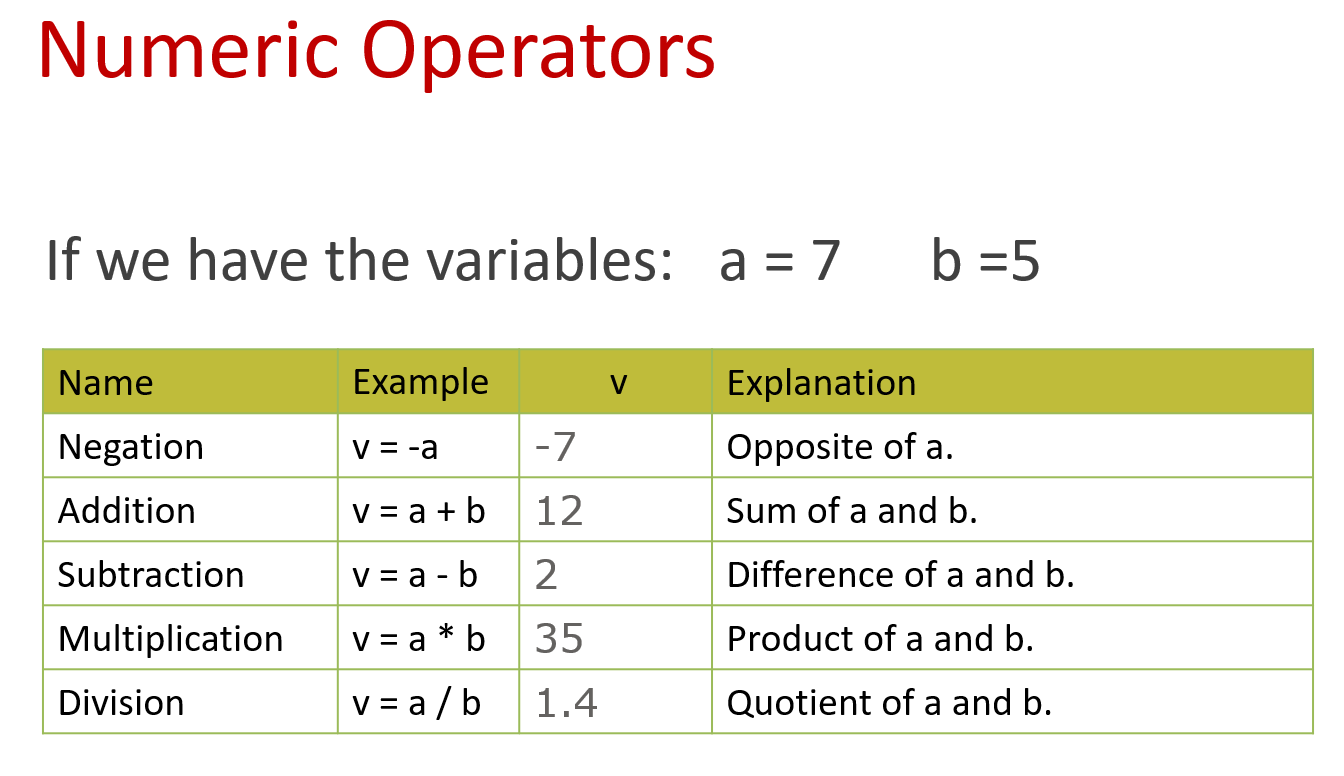 Numeric Operators
If we have the variables: a = 7 b =5
Name Example v Explanation
Negation v = -a -7 Opposite of a.
Addition v = a + b 12 Sum of a and b.
Subtraction v = a - b 2 Difference of a and b.
Multiplication v = a * b 35 Product of a and b.
Division v = a / b 1.4 Quotient of a and b.